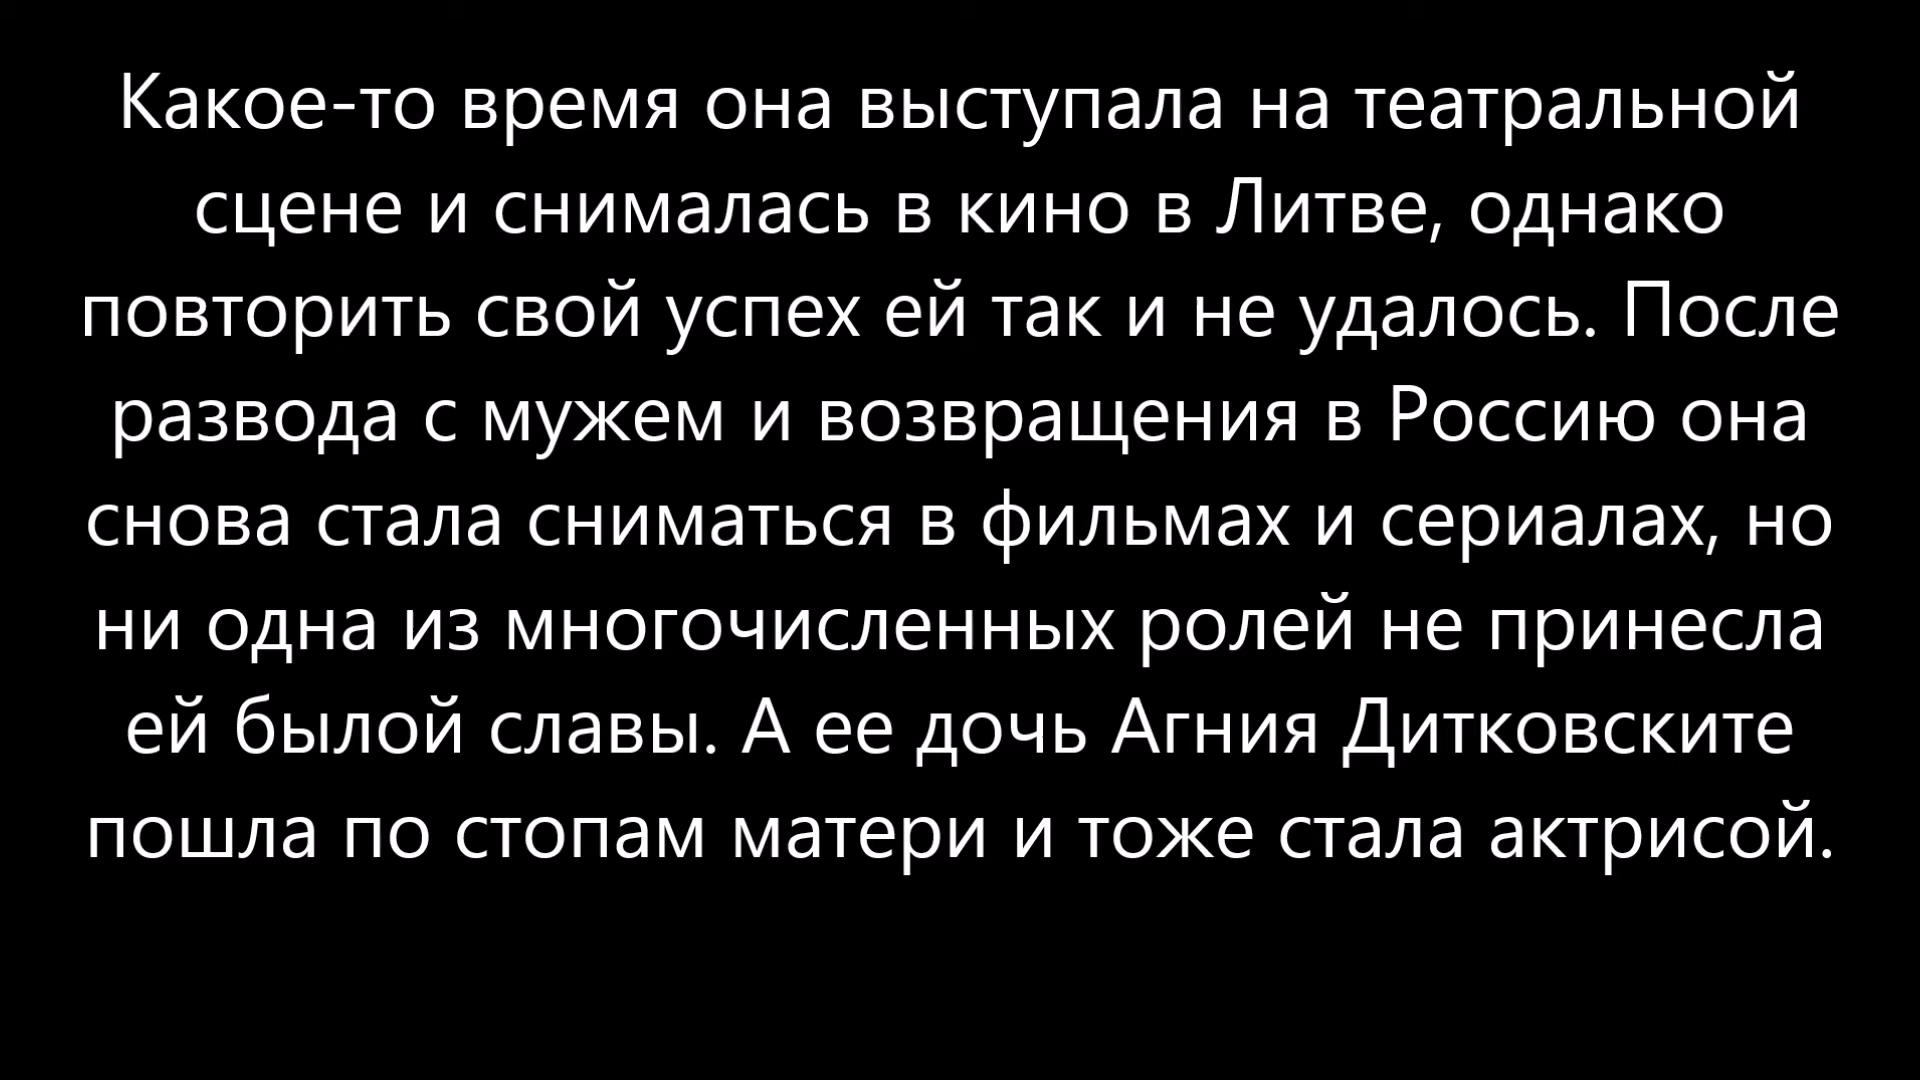 Какое-то время она выступала на театральной
сцене и снималась в кино в Литве, однако
повторить свой успех ей так и не удалось. После
развода с мужем и возвращения в Россию она
снова стала сниматься в фильмах и сериалах, но
ни одна из многочисленных ролей не принесла
ей былой славы. А ее дочь Агния Дитковските
пошла по стопам матери и тоже стала актрисой.